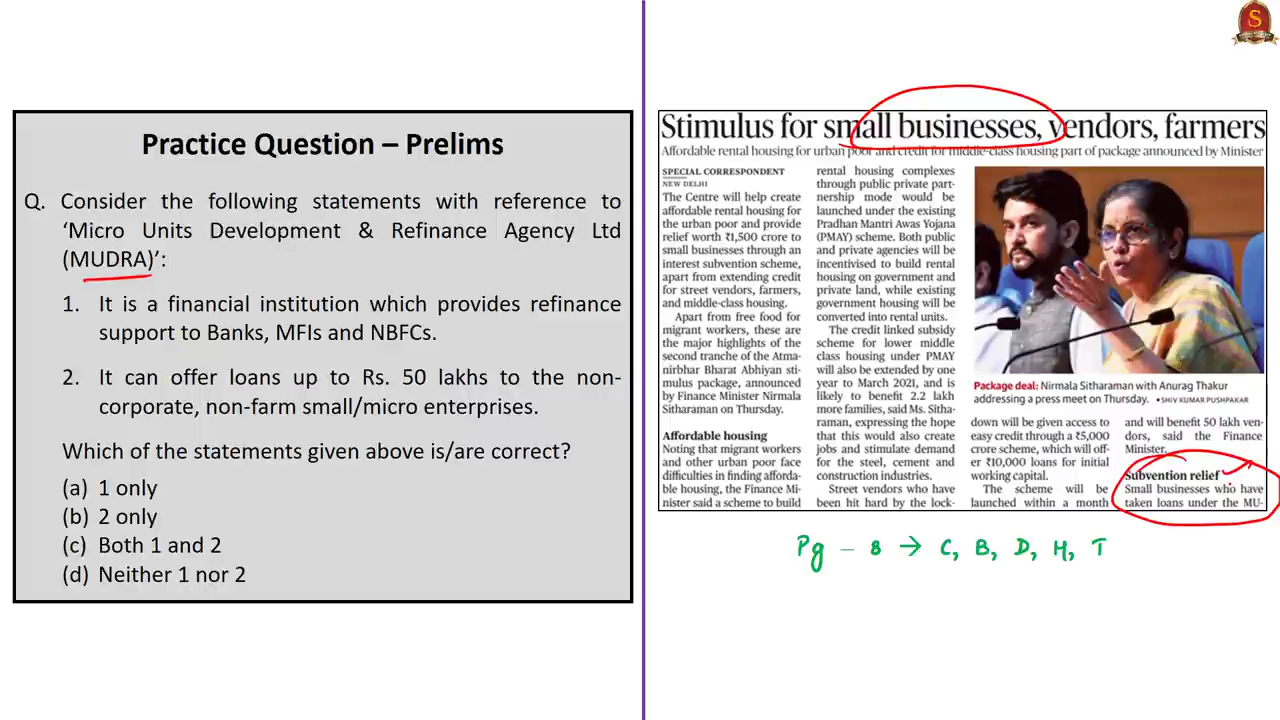 Practice Question – Prelims
Q. Consider the following statements with reference to
‘Micro Units Development & Refinance Agency Ltd
(MUDRA)’:
1. It is a financial institution which provides refinance
support to Banks, MFIs and NBFCs.
2. It can offer loans up to Rs. 50 lakhs to the non-
corporate, non-farm small/micro enterprises.
Which of the statements given above is/are correct?
(a) 1 only
(b) 2 only
(c) Both 1 and 2
(d) Neither 1 nor 2
Stimulus for small businesses, vendors, farmers
Affordable rental housing for urban poor and credit for middle-class housing part of package announced by Minister
SPECIAL CORRESPONDENT
NEW DELHI
The Centre will help create
affordable rental housing for
the urban poor and provide
relief worth ₹1,500 crore to
small businesses through an
interest subvention scheme,
apart from extending credit
for street vendors, farmers,
and middle-class housing.
Apart from free food for
migrant workers, these are
the major highlights of the
second tranche of the Atma-
nirbhar Bharat Abhiyan sti-
mulus package, announced
by Finance Minister Nirmala
Sitharaman on Thursday.
Affordable housing
Noting that migrant workers
and other urban poor face
difficulties in finding afforda-
ble housing, the Finance Mi-
nister said a scheme to build
rental housing complexes
through public private part-
nership mode would be
launched under the existing
Pradhan Mantri Awas Yojana
(PMAY) scheme. Both public
and private agencies will be
incentivised to build rental
housing on government and
private land, while existing
government housing will be
converted into rental units.
The credit linked subsidy
scheme for lower middle
class housing under PMAY
will also be extended by one
year to March 2021, and is
likely to benefit 2.2 lakh
more families, said Ms. Sitha-
raman, expressing the hope
that this would also create
jobs and stimulate demand
for the steel, cement and
construction industries.
Street vendors who have
been hit hard by the lock-
Package deal: Nirmala Sitharaman with Anurag Thakur
addressing a press meet on Thursday. • SHIV KUMAR PUSHPAKAR
down will be given access to
easy credit through a ₹5,000
crore scheme, which will off-
er ₹10,000 loans for initial
working capital.
The scheme will be
launched within a month
and will benefit 50 lakh ven-
dors, said the Finance
Minister.
Subvention relief
Small businesses who have
taken loans under the MU-
Pg - 8 → C, B, D, H, T